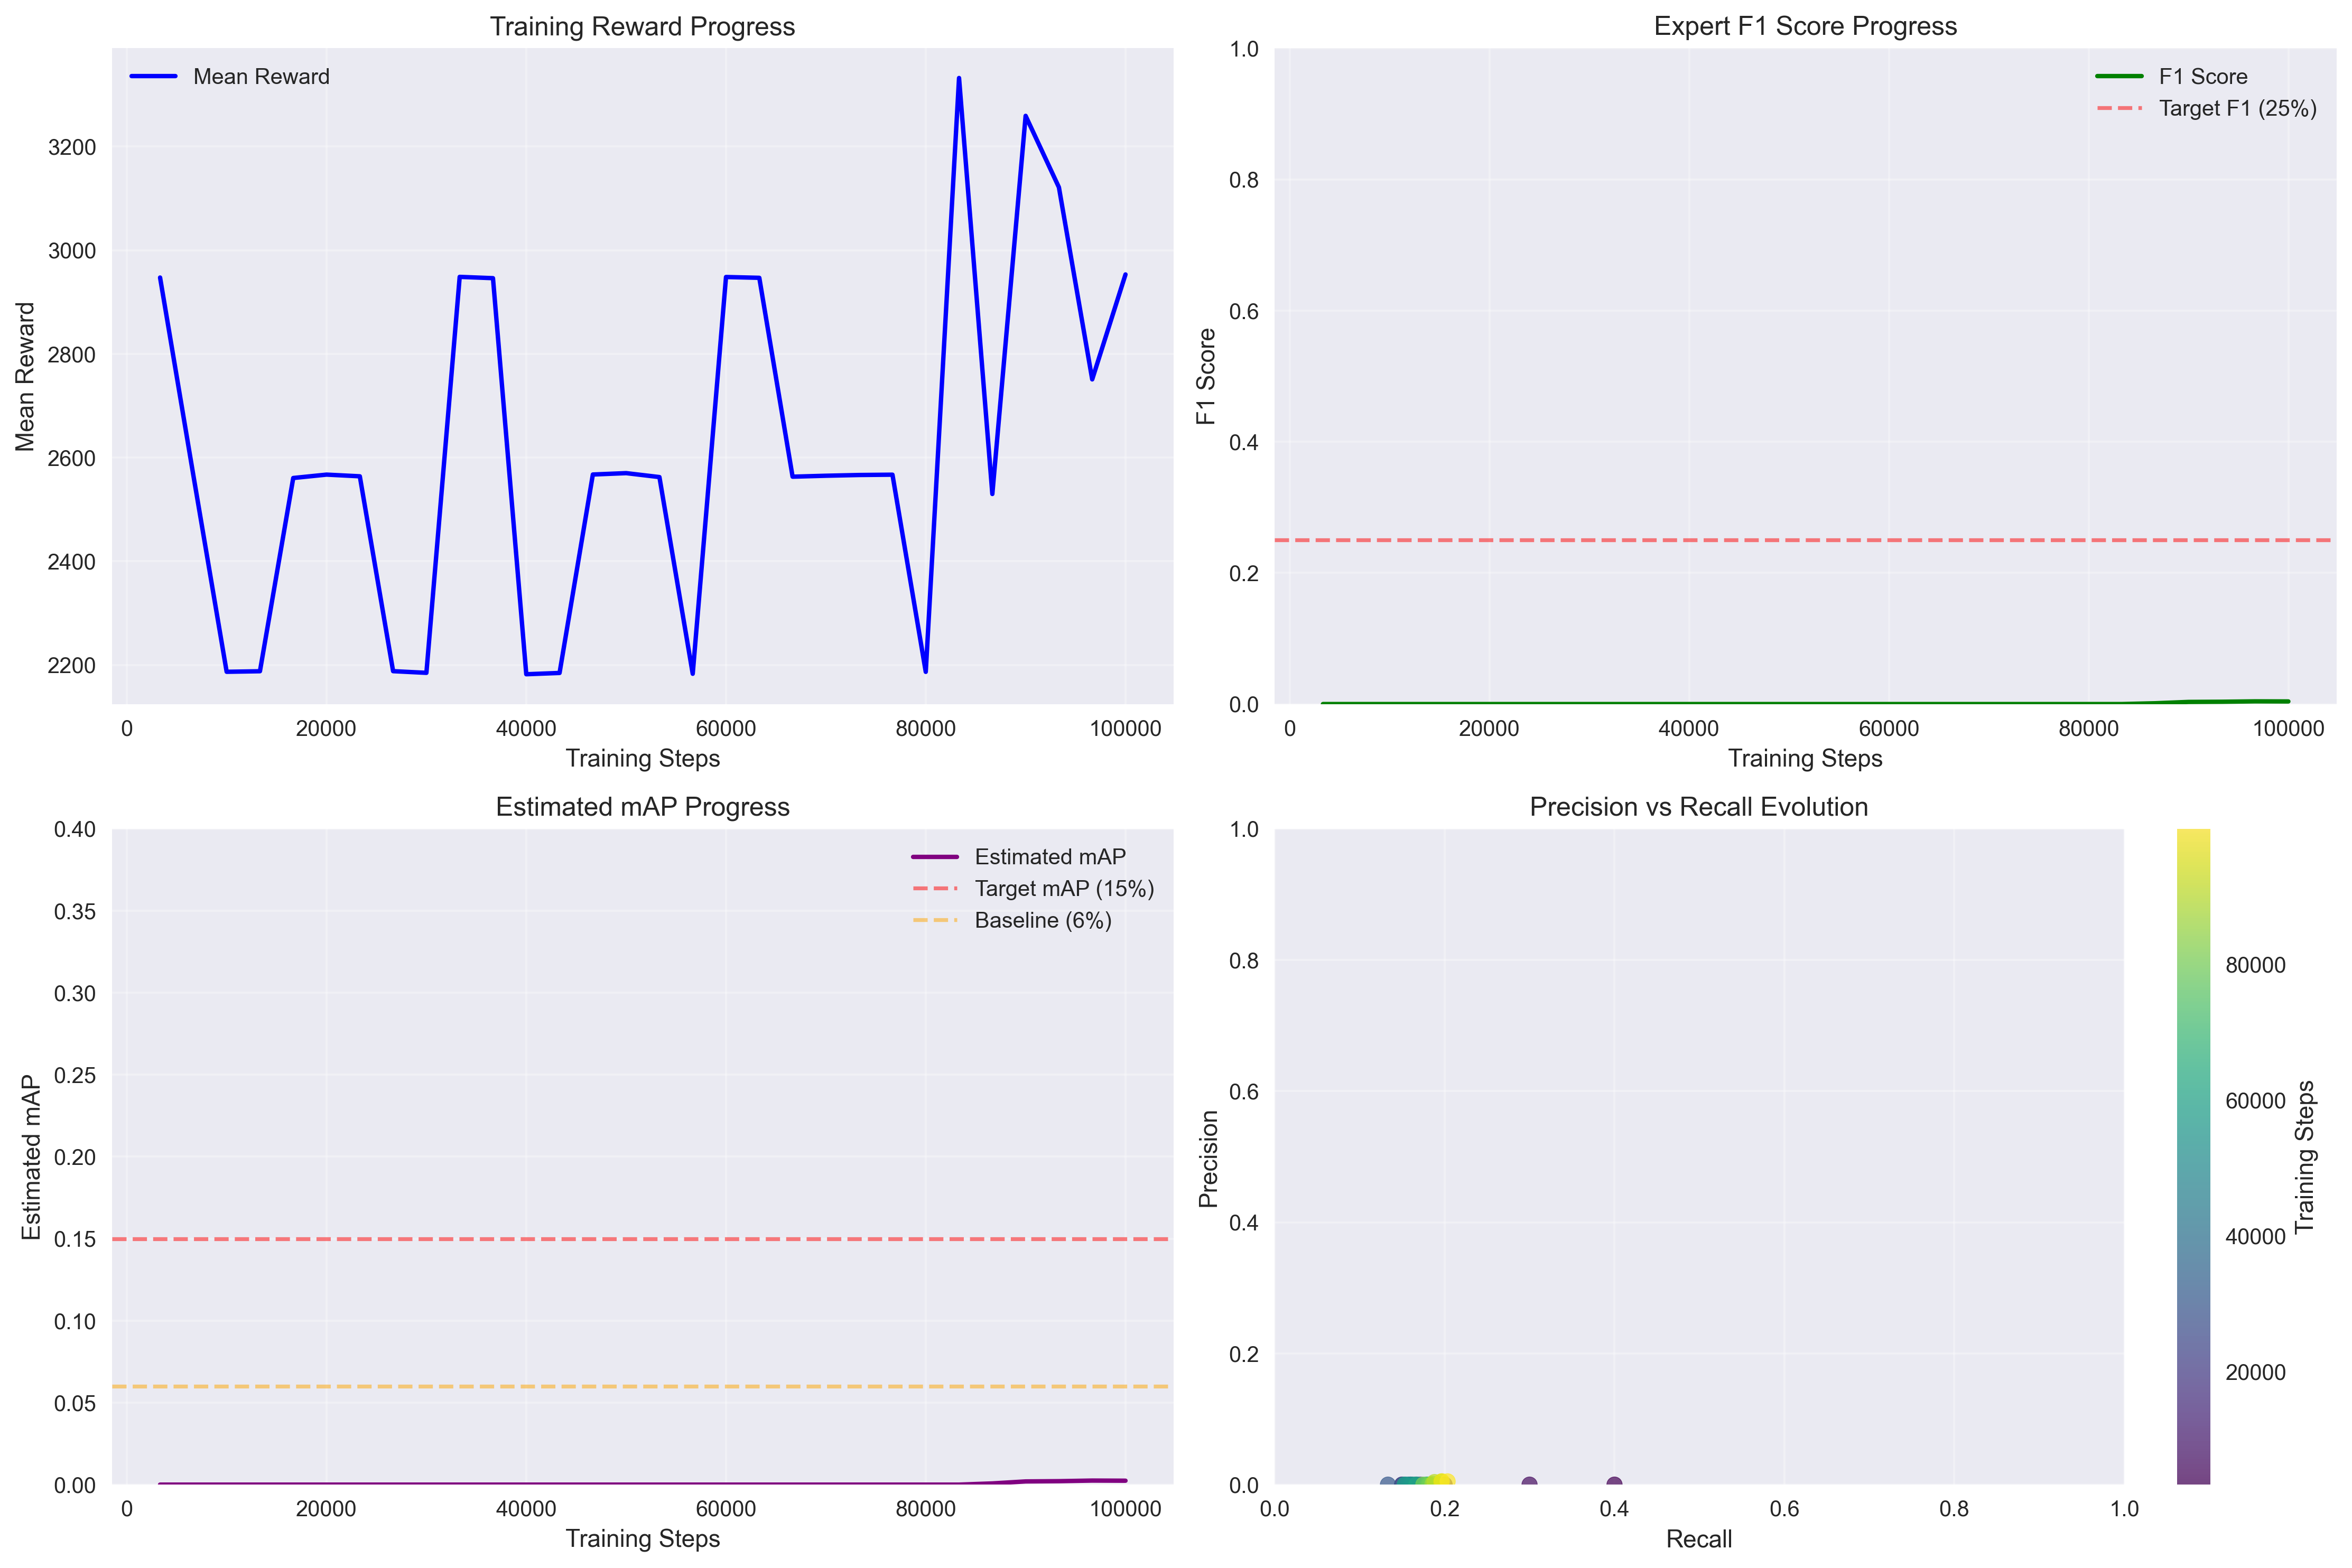 Training Reward Progress
Mean Reward
3200
3000
2800
2600
2400
2200
Mean Reward
0 20000 40000 60000 80000 100000
Training Steps
Expert F1 Score Progress
F1 Score
Target F1 (25%)
1.0
0.8
0.6
0.4
0.2
0.0
F1 Score
0 20000 40000 60000 80000 100000
Training Steps
Estimated mAP Progress
Estimated mAP
Target mAP (15%)
Baseline (6%)
0.40
0.35
0.30
0.25
0.20
0.15
0.10
0.05
0.00
Estimated mAP
0 20000 40000 60000 80000 100000
Training Steps
Precision vs Recall Evolution
1.0
0.8
0.6
0.4
0.2
0.0
Precision
0.0 0.2 0.4 0.6 0.8 1.0
Recall
80000
60000
40000
20000
Training Steps